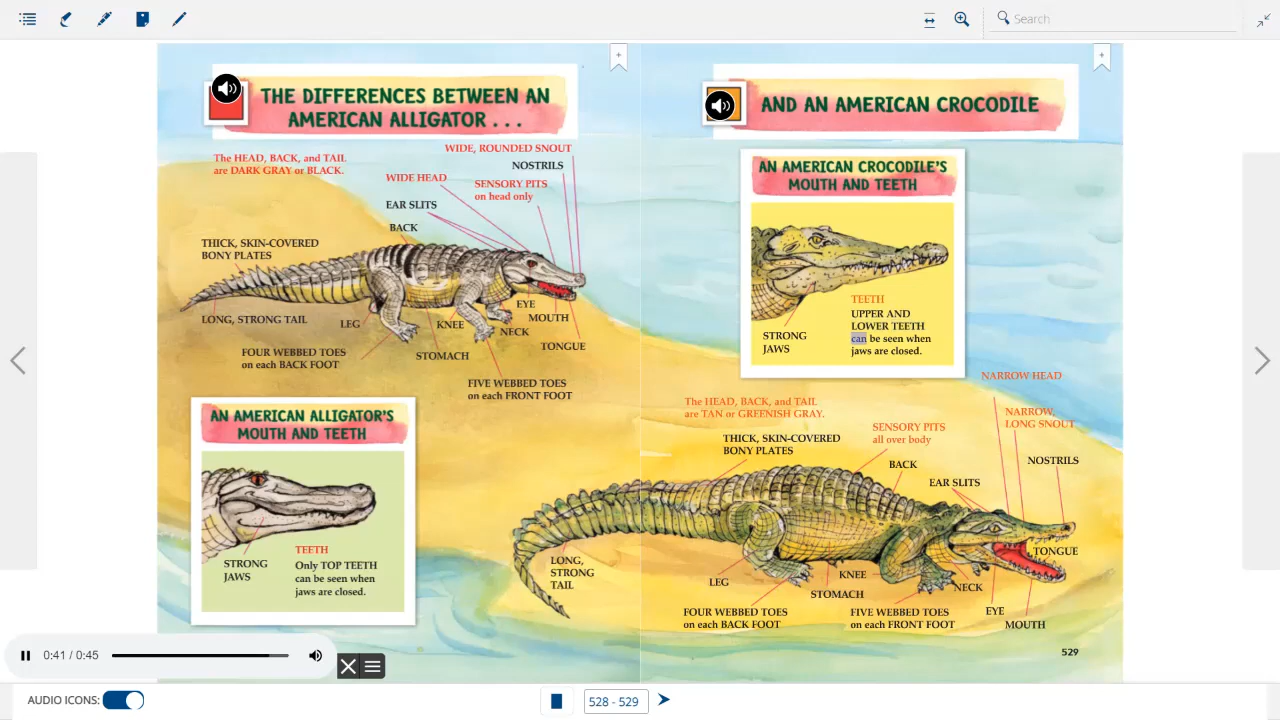 Search
THE DIFFERENCES BETWEEN AN
AMERICAN ALLIGATOR . . .
The HEAD, BACK, and TAIL
are DARK GRAY or BLACK.
WIDE, ROUNDED SNOUT
NOSTRILS
WIDE HEAD
SENSORY PITS
on head only
EAR SLITS
BACK
THICK, SKIN-COVERED
BONY PLATES
LONG, STRONG TAIL
LEG
KNEE
EYE
MOUTH
NECK
TONGUE
FOUR WEBBED TOES
on each BACK FOOT
STOMACH
FIVE WEBBED TOES
on each FRONT FOOT
AN AMERICAN ALLIGATOR'S
MOUTH AND TEETH
STRONG
JAWS
TEETH
Only TOP TEETH
can be seen when
jaws are closed.
AND AN AMERICAN CROCODILE
AN AMERICAN CROCODILE'S
MOUTH AND TEETH
STRONG
JAWS
TEETH
UPPER AND
LOWER TEETH
can be seen when
jaws are closed.
NARROW HEAD
The HEAD, BACK, and TAIL
are TAN or GREENISH GRAY.
NARROW,
LONG SNOUT
SENSORY PITS
all over body
THICK, SKIN-COVERED
BONY PLATES
BACK
NOSTRILS
EAR SLITS
TONGUE
LONG,
STRONG
TAIL
LEG
KNEE
NECK
STOMACH
FOUR WEBBED TOES
on each BACK FOOT
FIVE WEBBED TOES
on each FRONT FOOT
EYE
MOUTH
529
0:41 / 0:45
AUDIO ICONS:
528 - 529